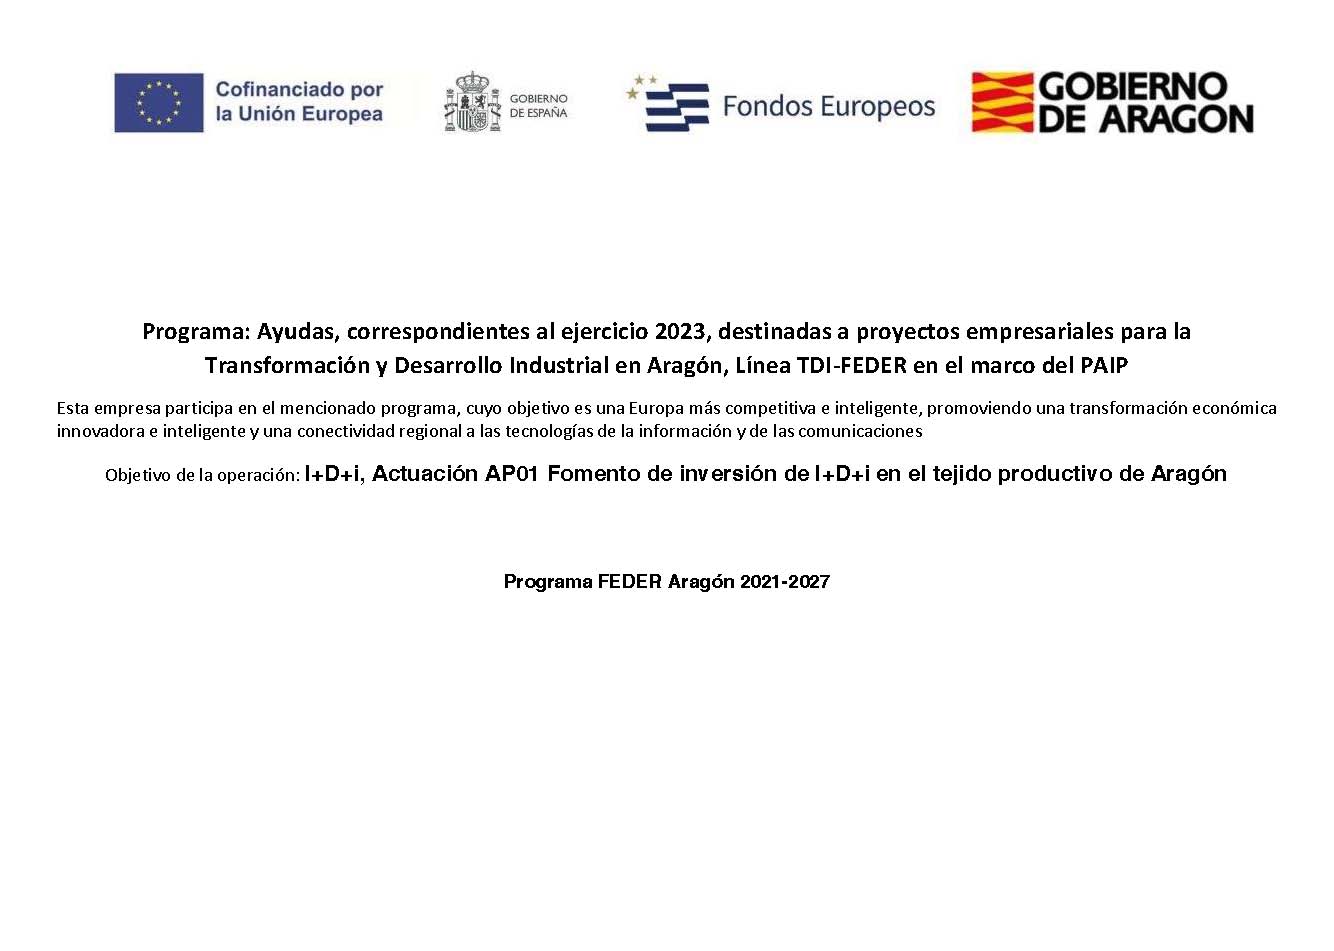 Cofinanciado por
la Unión Europea
GOBIERNO
DE ESPAÑA
Fondos Europeos
GOBIERNO
DE ARAGON
Programa: Ayudas, correspondientes al ejercicio 2023, destinadas a proyectos empresariales para la
Transformación y Desarrollo Industrial en Aragón, Línea TDI-FEDER en el marco del PAIP
Esta empresa participa en el mencionado programa, cuyo objetivo es una Europa más competitiva e inteligente, promoviendo una transformación económica
innovadora e inteligente y una conectividad regional a las tecnologías de la información y de las comunicaciones
Objetivo de la operación: I+D+i, Actuación AP01 Fomento de inversión de I+D+i en el tejido productivo de Aragón
Programa FEDER Aragón 2021-2027